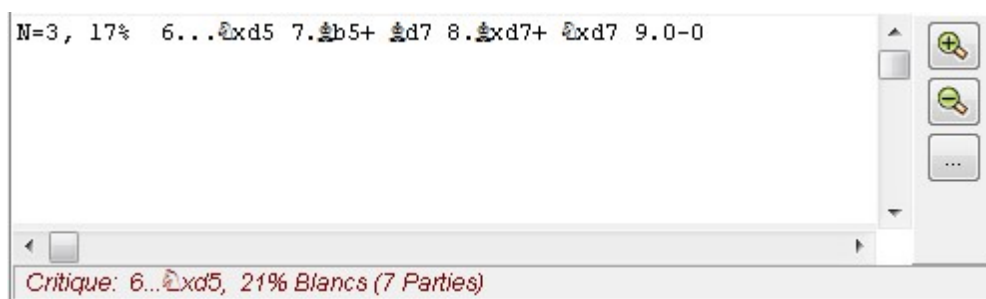 N=3, 17% 6...♘xd5 7.♗b5+ ♗d7 8.♗xd7+ ♘xd7 9.0-0
...
Critique: 6...♘xd5, 21% Blancs (7 Parties)